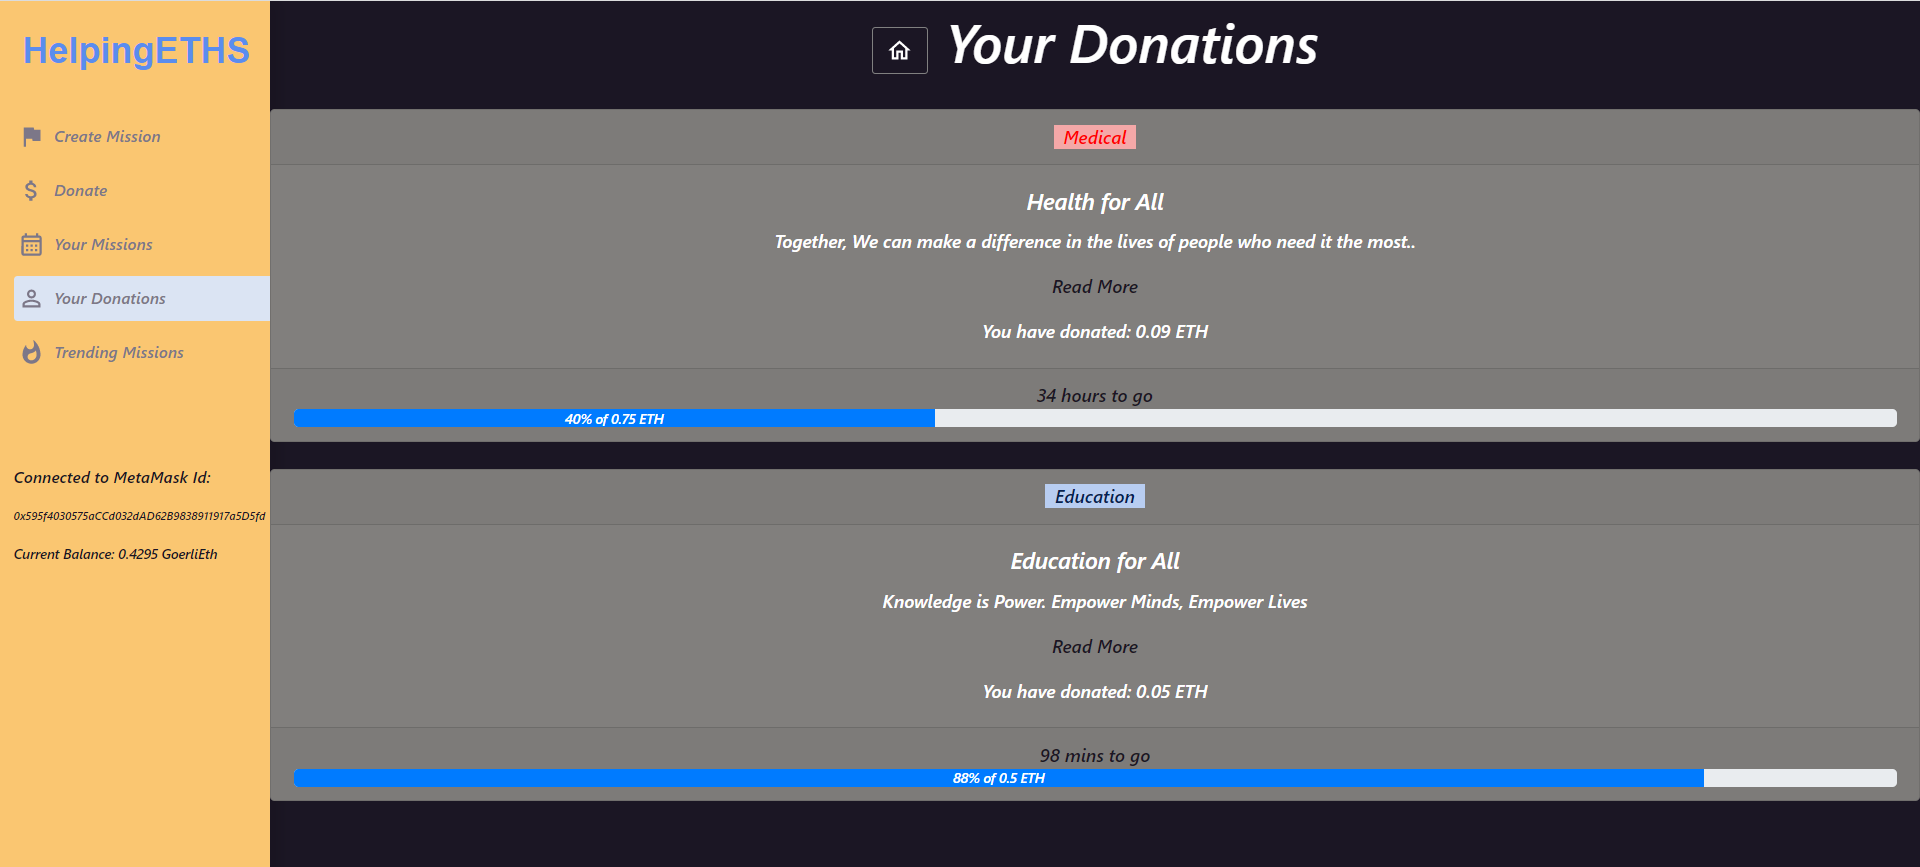 HelpingETHS
Create Mission
Donate
Your Missions
Your Donations
Trending Missions
Connected to MetaMask Id:
0x595f4030575aCCd032dAD62B9838911917a5D5fd
Current Balance: 0.4295 GoerliEth
Your Donations
Medical
Health for All
Together, We can make a difference in the lives of people who need it the most..
Read More
You have donated: 0.09 ETH
34 hours to go
40% of 0.75 ETH
Education
Education for All
Knowledge is Power. Empower Minds, Empower Lives
Read More
You have donated: 0.05 ETH
98 mins to go
88% of 0.5 ETH